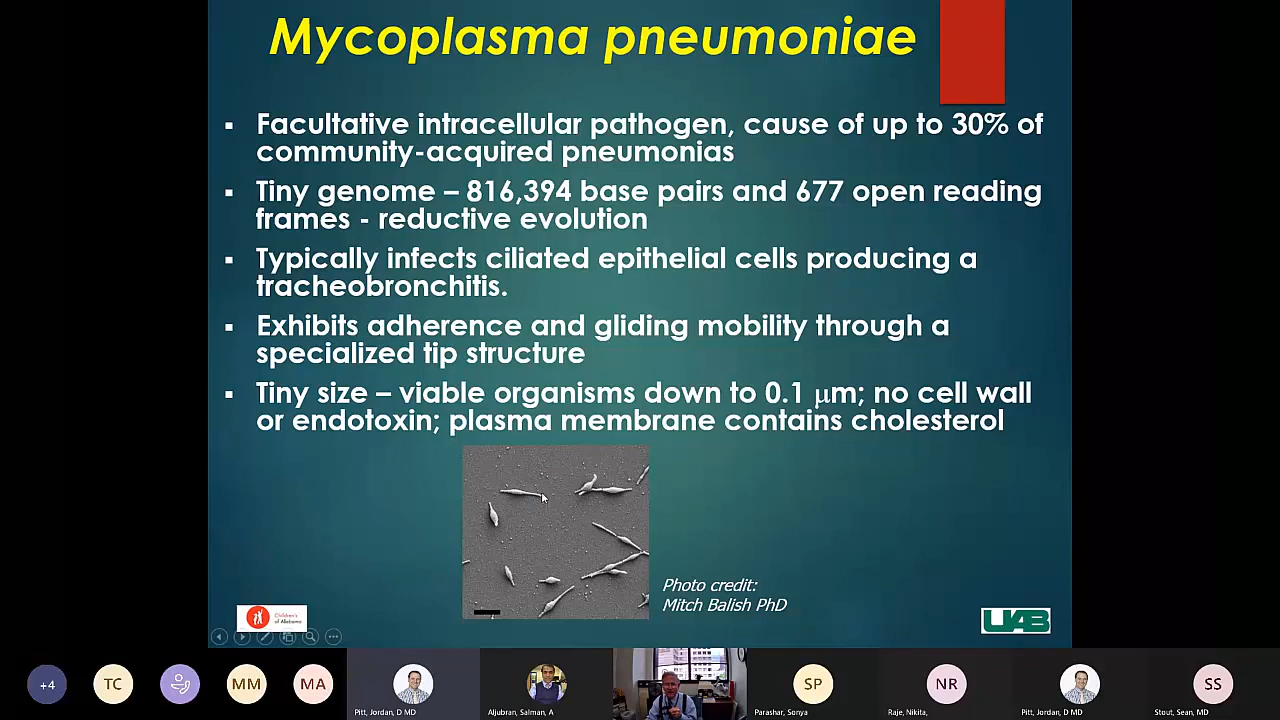 Mycoplasma pneumoniae
▪ Facultative intracellular pathogen, cause of up to 30% of
community-acquired pneumonias
▪ Tiny genome – 816,394 base pairs and 677 open reading
frames - reductive evolution
▪ Typically infects ciliated epithelial cells producing a
tracheobronchitis.
▪ Exhibits adherence and gliding mobility through a
specialized tip structure
▪ Tiny size – viable organisms down to 0.1 μm; no cell wall
or endotoxin; plasma membrane contains cholesterol
Photo credit:
Mitch Balish PhD
Children's
of Alabama
UAB
+4
TC
MM
MA
SP
NR
SS
Pitt, Jordan, D MD
Aljubran, Salman, A
Parashar, Sonya
Raje, Nikita,
Pitt, Jordan, D MD
Stout, Sean, MD